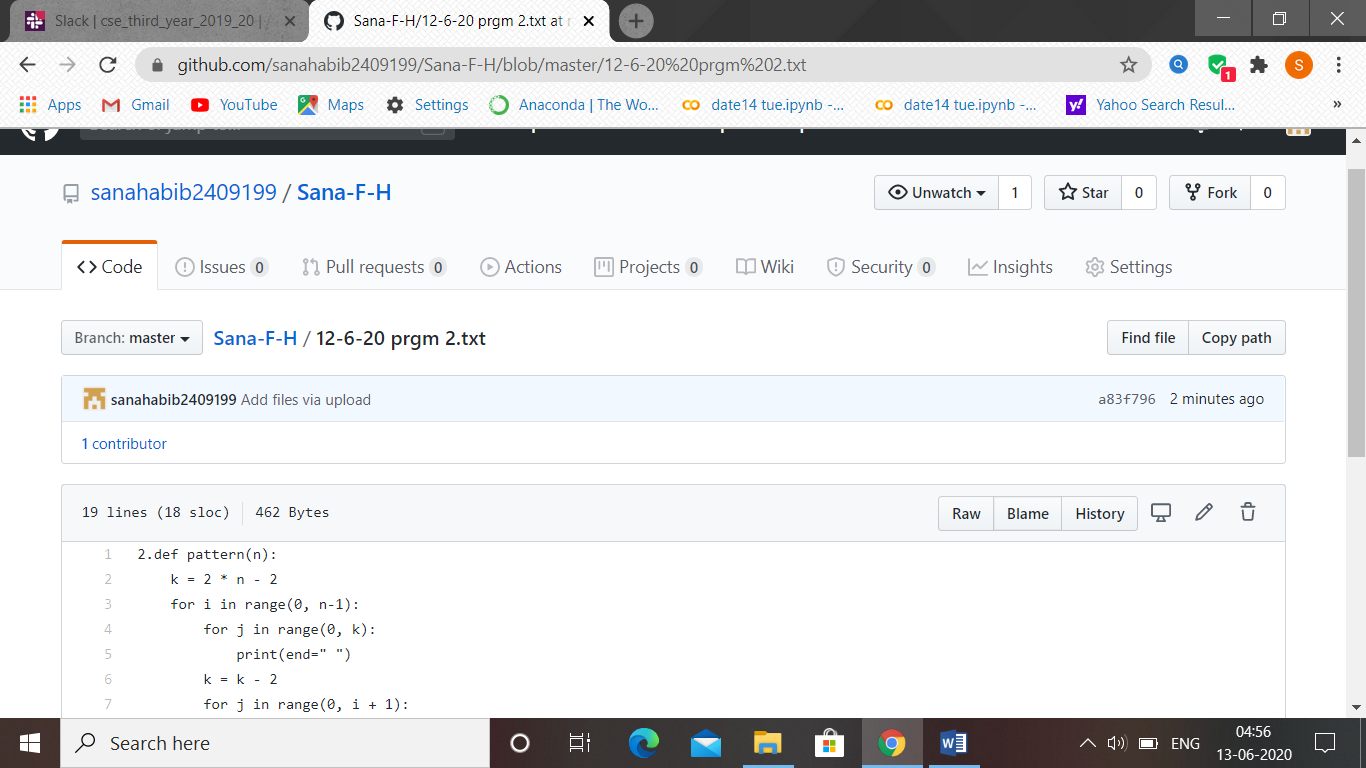 Slack | cse_third_year_2019_20 |
Sana-F-H/12-6-20 prgm 2.txt at
github.com/sanahabib2409199/Sana-F-H/blob/master/12-6-20%20prgm%202.txt
1
S
Apps Gmail YouTube Maps Settings Anaconda | The Wo... date14 tue.ipynb -... date14 tue.ipynb -... Yahoo Search Resul... »
sanahabib2409199 / Sana-F-H
Unwatch 1 Star 0 Fork 0
Code Issues 0 Pull requests 0 Actions Projects 0 Wiki Security 0 Insights Settings
Branch: master Sana-F-H / 12-6-20 prgm 2.txt Find file Copy path
sanahabib2409199 Add files via upload a83f796 2 minutes ago
1 contributor
19 lines (18 sloc) 462 Bytes Raw Blame History
1 2.def pattern(n):
2     k = 2 * n - 2
3     for i in range(0, n-1):
4         for j in range(0, k):
5             print(end=" ")
6         k = k - 2
7         for j in range(0, i + 1):
Search here
ENG
04:56
13-06-2020